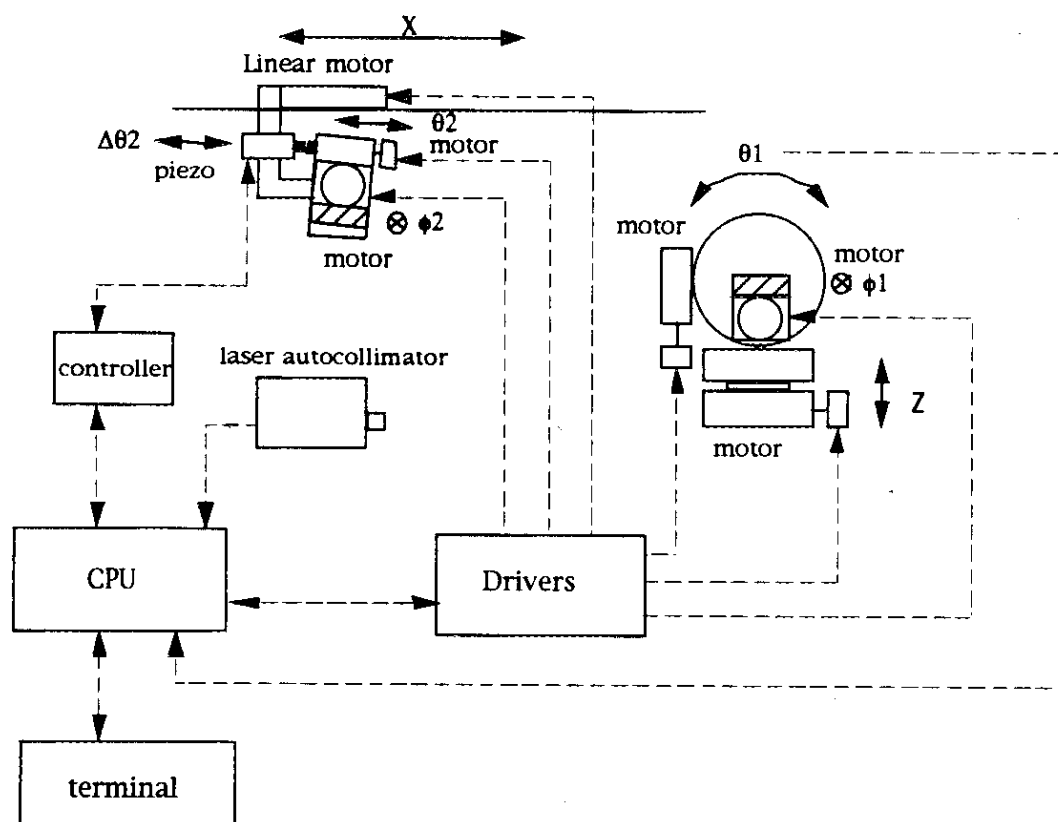 X
Linear motor
θ2
Δθ2
motor
piezo
θ1
⊗ ϕ2
motor
motor
motor
⊗ ϕ1
controller
laser autocollimator
Z
motor
CPU
Drivers
terminal